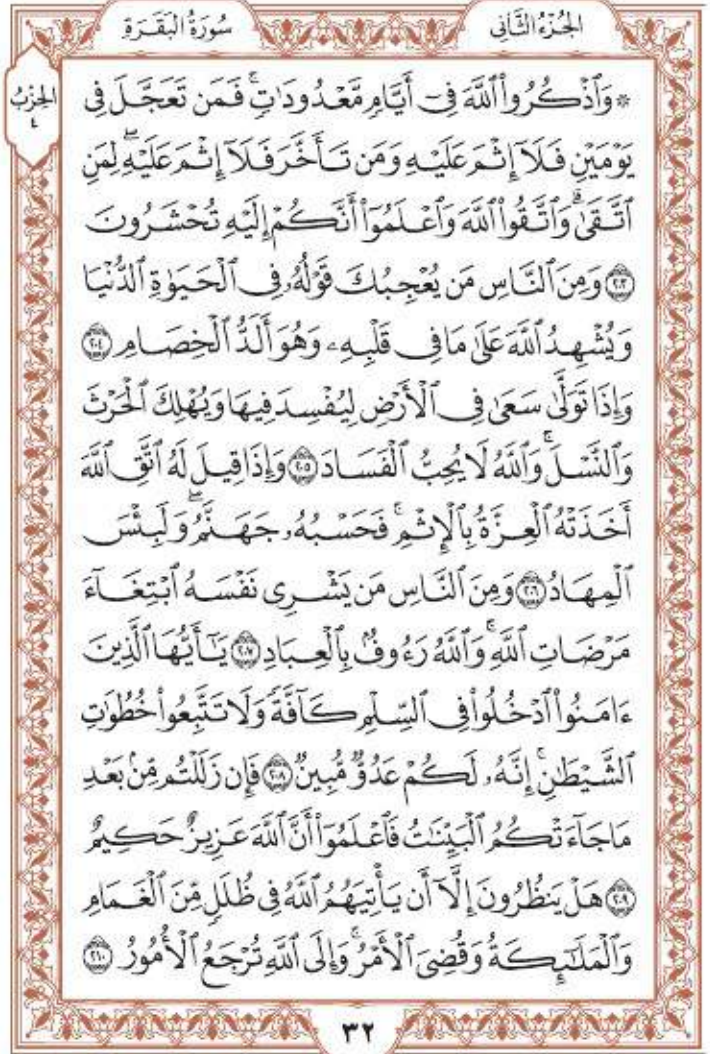 الجُزْءُ الثَّانِي
سُورَةُ الْبَقَرَةِ
الحِزْبُ
٤
۞ وَٱذْكُرُوا۟ ٱللَّهَ فِىٓ أَيَّامٍ مَّعْدُودَٰتٍ ۚ فَمَن تَعَجَّلَ فِى
يَوْمَيْنِ فَلَآ إِثْمَ عَلَيْهِ وَمَن تَأَخَّرَ فَلَآ إِثْمَ عَلَيْهِ ۖ لِمَنِ
ٱتَّقَىٰ ۗ وَٱتَّقُوا۟ ٱللَّهَ وَٱعْلَمُوٓا۟ أَنَّكُمْ إِلَيْهِ تُحْشَرُونَ
٢٠٣ وَمِنَ ٱلنَّاسِ مَن يُعْجِبُكَ قَوْلُهُۥ فِى ٱلْحَيَوٰةِ ٱلدُّنْيَا
وَيُشْهِدُ ٱللَّهَ عَلَىٰ مَا فِى قَلْبِهِۦ وَهُوَ أَلَدُّ ٱلْخِصَامِ ٢٠٤
وَإِذَا تَوَلَّىٰ سَعَىٰ فِى ٱلْأَرْضِ لِيُفْسِدَ فِيهَا وَيُهْلِكَ ٱلْحَرْثَ
وَٱلنَّسْلَ ۗ وَٱللَّهُ لَا يُحِبُّ ٱلْفَسَادَ ٢٠٥ وَإِذَا قِيلَ لَهُ ٱتَّقِ ٱللَّهَ
أَخَذَتْهُ ٱلْعِزَّةُ بِٱلْإِثْمِ ۚ فَحَسْبُهُۥ جَهَنَّمُ ۖ وَلَبِئْسَ
ٱلْمِهَادُ ٢٠٦ وَمِنَ ٱلنَّاسِ مَن يَشْرِى نَفْسَهُ ٱبْتِغَآءَ
مَرْضَاتِ ٱللَّهِ ۗ وَٱللَّهُ رَءُوفٌۢ بِٱلْعِبَادِ ٢٠٧ يَٰٓأَيُّهَا ٱلَّذِينَ
ءَامَنُوا۟ ٱدْخُلُوا۟ فِى ٱلسِّلْمِ كَآفَّةً وَلَا تَتَّبِعُوا۟ خُطُوَٰتِ
ٱلشَّيْطَٰنِ ۚ إِنَّهُۥ لَكُمْ عَدُوٌّ مُّبِينٌ ٢٠٨ فَإِن زَلَلْتُم مِّنۢ بَعْدِ
مَا جَآءَتْكُمُ ٱلْبَيِّنَٰتُ فَٱعْلَمُوٓا۟ أَنَّ ٱللَّهَ عَزِيزٌ حَكِيمٌ
٢٠٩ هَلْ يَنظُرُونَ إِلَّآ أَن يَأْتِيَهُمُ ٱللَّهُ فِى ظُلَلٍ مِّنَ ٱلْغَمَامِ
وَٱلْمَلَٰٓئِكَةُ وَقُضِىَ ٱلْأَمْرُ ۚ وَإِلَى ٱللَّهِ تُرْجَعُ ٱلْأُمُورُ ٢١٠
٣٢